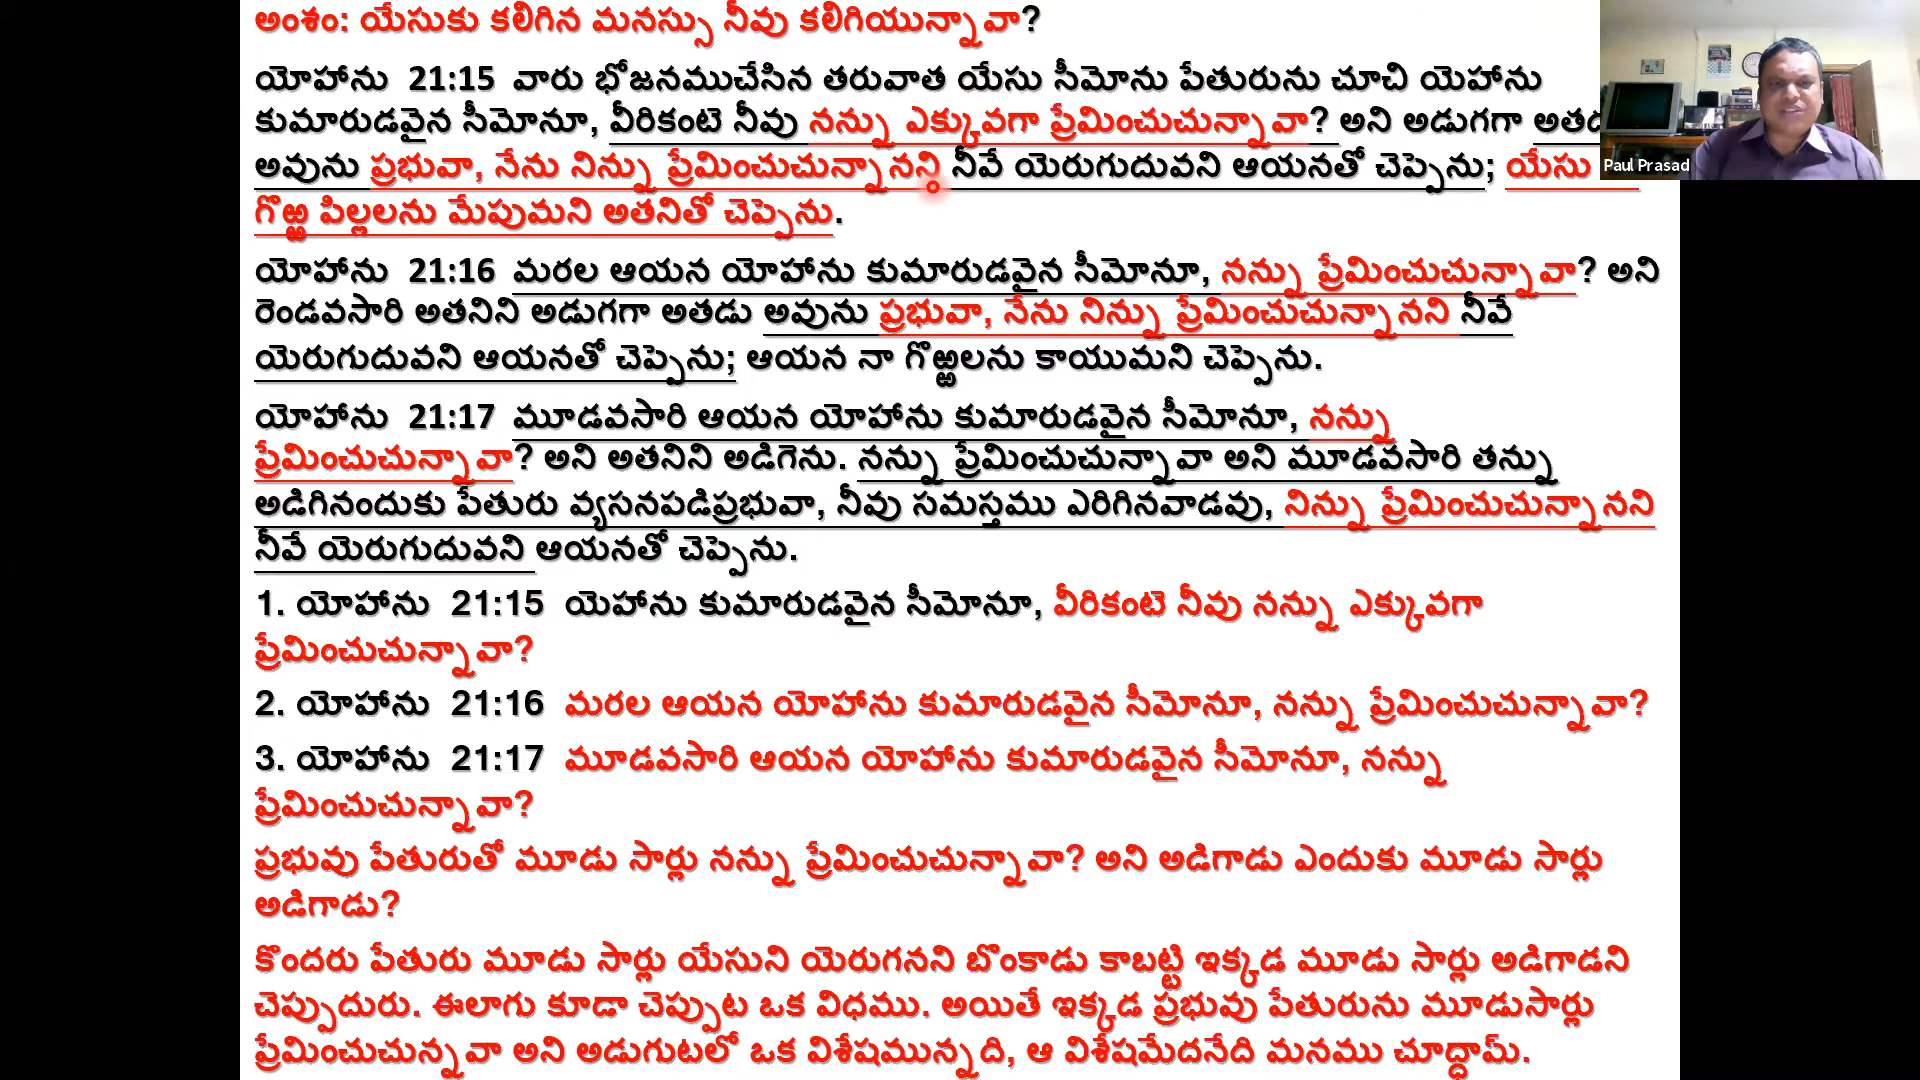 అంశం: యేసుకు కలిగిన మనస్సు నీవు కలిగియున్నావా?
యోహాను 21:15 వారు భోజనముచేసిన తరువాత యేసు సీమోను పేతురును చూచి యెహాను
కుమారుడవైన సీమోనూ, వీరికంటె నీవు నన్ను ఎక్కువగా ప్రేమించుచున్నావా? అని అడుగగా
అవును ప్రభువా, నేను నిన్ను ప్రేమించుచున్నానని నీవే యెరుగుదువని ఆయనతో చెప్పెను; యేసు
Paul Prasad
గొఱ్ఱ పిల్లలను మేపుమని అతనితో చెప్పెను.
యోహాను 21:16 మరల ఆయన యోహాను కుమారుడవైన సీమోనూ, నన్ను ప్రేమించుచున్నావా? అని
రెండవసారి అతనిని అడుగగా అతడు అవును ప్రభువా, నేను నిన్ను ప్రేమించుచున్నానని నీవే
యెరుగుదువని ఆయనతో చెప్పెను; ఆయన నా గొఱ్ఱలను కాయుమని చెప్పెను.
యోహాను 21:17 మూడవసారి ఆయన యోహాను కుమారుడవైన సీమోనూ, నన్ను
ప్రేమించుచున్నావా? అని అతనిని అడిగెను. నన్ను ప్రేమించుచున్నావా అని మూడవసారి తన్ను
అడిగినందుకు పేతురు వ్యసనపడిప్రభువా, నీవు సమస్తము ఎరిగినవాడవు, నిన్ను ప్రేమించుచున్నానని
నీవే యెరుగుదువని ఆయనతో చెప్పెను.
1. యోహాను 21:15 యెహాను కుమారుడవైన సీమోనూ, వీరికంటె నీవు నన్ను ఎక్కువగా
ప్రేమించుచున్నావా?
2. యోహాను 21:16 మరల ఆయన యోహాను కుమారుడవైన సీమోనూ, నన్ను ప్రేమించుచున్నావా?
3. యోహాను 21:17 మూడవసారి ఆయన యోహాను కుమారుడవైన సీమోనూ, నన్ను
ప్రేమించుచున్నావా?
ప్రభువు పేతురుతో మూడు సార్లు నన్ను ప్రేమించుచున్నావా? అని అడిగాడు ఎందుకు మూడు సార్లు
అడిగాడు?
కొందరు పేతురు మూడు సార్లు యేసుని యెరుగనని బొంకాడు కాబట్టి ఇక్కడ మూడు సార్లు అడిగాడని
చెప్పుదురు. ఈలాగు కూడా చెప్పుట ఒక విధము. అయితే ఇక్కడ ప్రభువు పేతురును మూడుసార్లు
ప్రేమించుచున్నవా అని అడుగుటలో ఒక విశేషమున్నది, ఆ విశేషమేదనేది మనము చూద్దామ్.